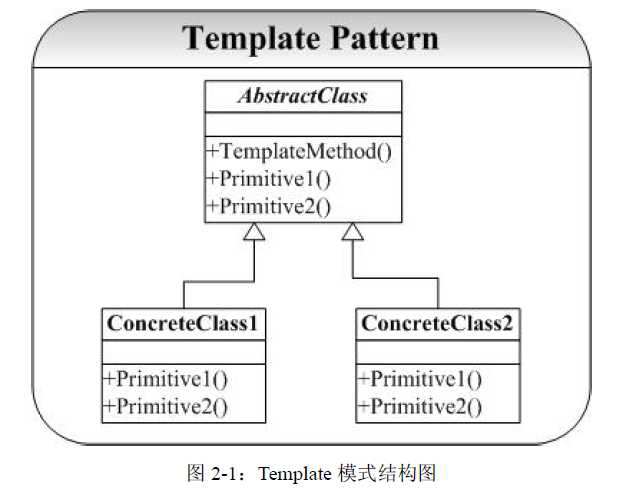 Template Pattern
AbstractClass
+TemplateMethod()
+Primitive1()
+Primitive2()
ConcreteClass1
+Primitive1()
+Primitive2()
ConcreteClass2
+Primitive1()
+Primitive2()
图 2-1：Template 模式结构图